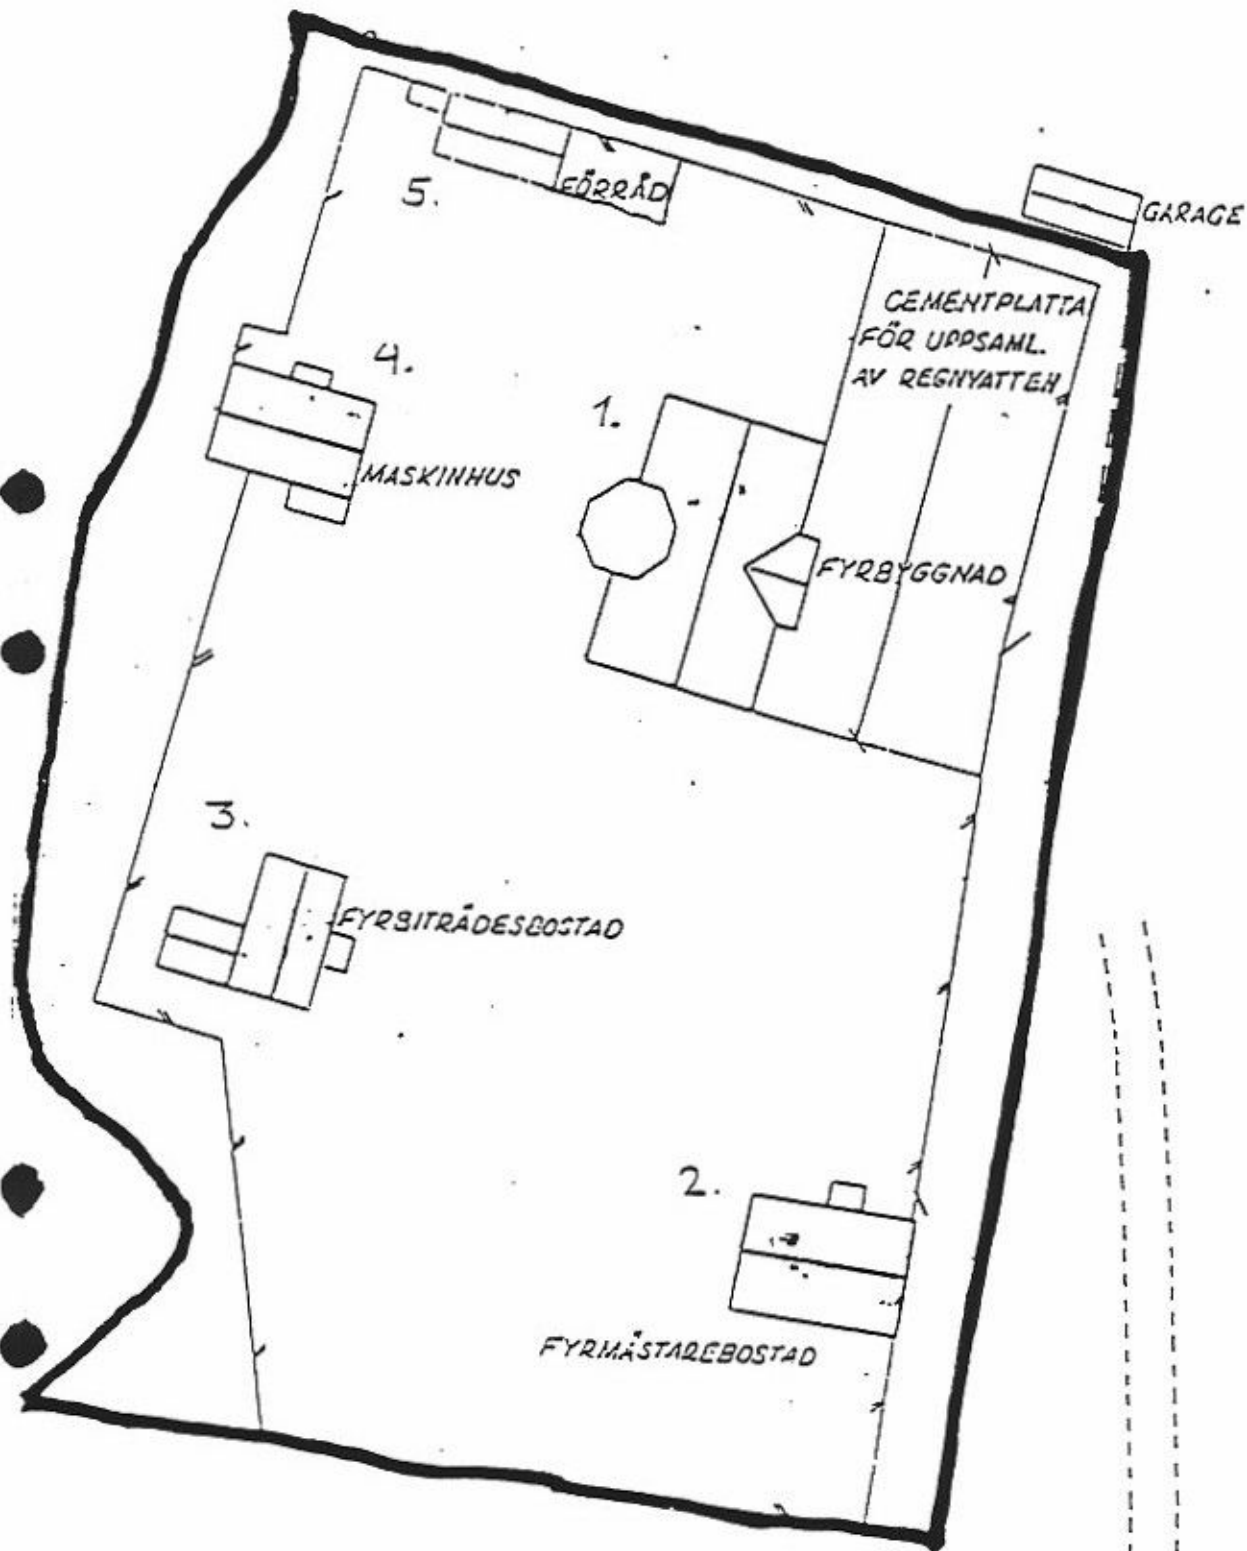 GARAGE
5.
FÖRRÅD
CEMENTPLATTA
FÖR UPPSAML.
AV REGNVATTEN
4.
1.
MASKINHUS
FYRBYGGNAD
3.
FYRBITRÄDESBOSTAD
2.
FYRMÄSTAREBOSTAD